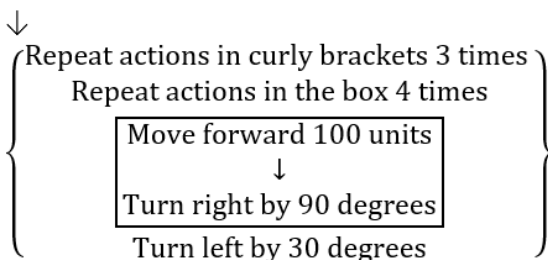 ↓
Repeat actions in curly brackets 3 times
Repeat actions in the box 4 times
Move forward 100 units
↓
Turn right by 90 degrees
Turn left by 30 degrees